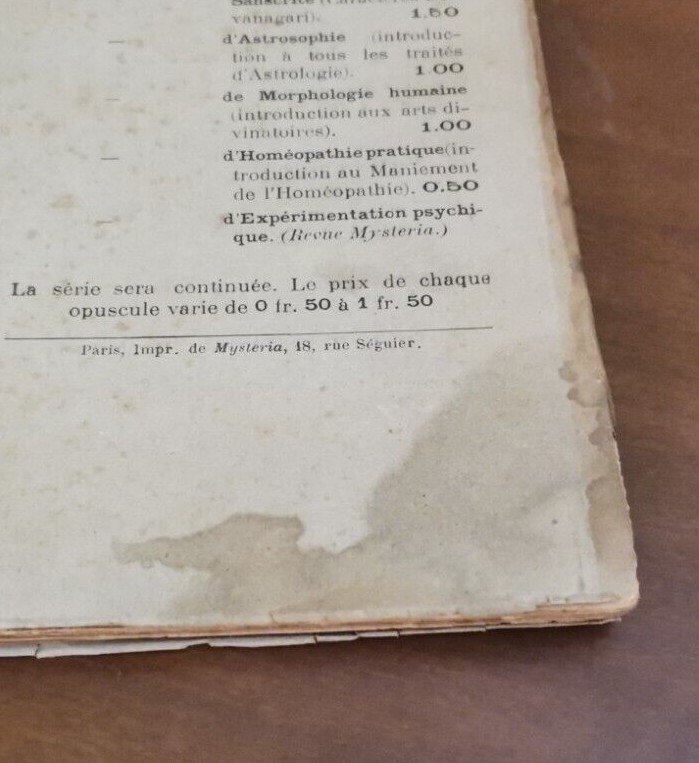 vanagari). 1.50
— d'Astrosophie (introduc-
tion à tous les traités
d'Astrologie). 1.00
— de Morphologie humaine
(introduction aux arts di-
vinatoires). 1.00
— d'Homéopathie pratique (in-
troduction au Maniement
de l'Homéopathie). 0.50
— d'Expérimentation psychi-
que. (Revue Mysteria.)
La série sera continuée. Le prix de chaque
opuscule varie de 0 fr. 50 à 1 fr. 50
Paris, Impr. de Mysteria, 18, rue Séguier.